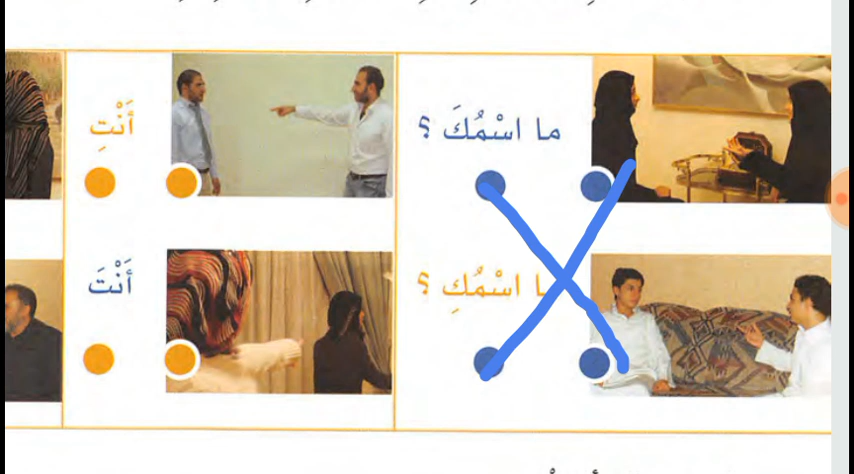 ما اسْمُكَ ؟
ما اسْمُكِ ؟
أَنْتِ
أَنْتَ